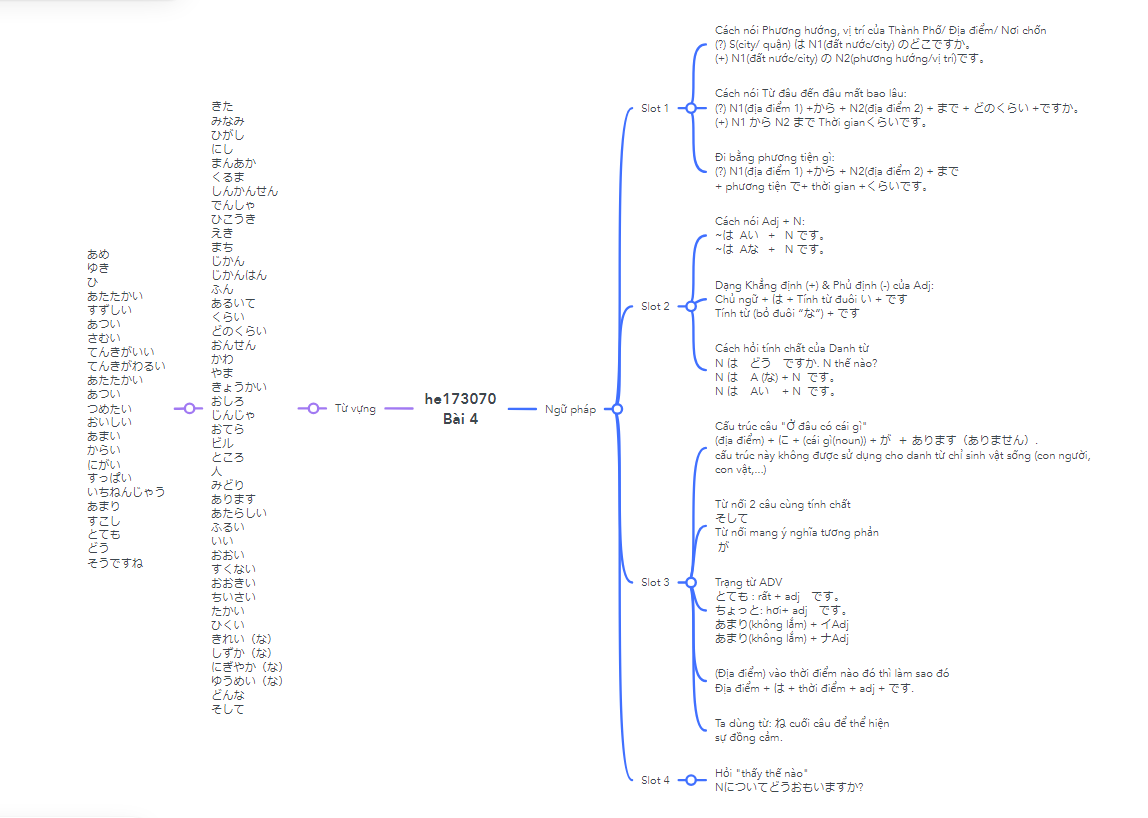 he173070
Bài 4
Từ vựng
きた
みなみ
ひがし
にし
まんあか
くるま
しんかんせん
でんしゃ
ひこうき
えき
まち
じかん
じかんはん
ふん
あるいて
くらい
どのくらい
おんせん
かわ
やま
きょうかい
おしろ
じんじゃ
おてら
ビル
ところ
人
みどり
あります
あたらしい
ふるい
いい
おおい
すくない
おおきい
ちいさい
たかい
ひくい
きれい（な）
しずか（な）
にぎやか（な）
ゆうめい（な）
どんな
そして
あめ
ゆき
ひ
あたたかい
すずしい
あつい
さむい
てんきがいい
てんきがわるい
あたたかい
あつい
つめたい
おいしい
あまい
からい
にがい
すっぱい
いちねんじゃう
あまり
すこし
とても
どう
そうですね
Ngữ pháp
Slot 1
Cách nói Phương hướng, vị trí của Thành Phố/ Địa điểm/ Nơi chốn
(?) S(city/ quận) は N1(đất nước/city) のどこですか。
(+) N1(đất nước/city) の N2(phương hướng/vị trí)です。
Cách nói Từ đâu đến đâu mất bao lâu:
(?) N1(địa điểm 1) +から + N2(địa điểm 2) + まで + どのくらい +ですか。
(+) N1 から N2 まで Thời gianくらいです。
Đi bằng phương tiện gì:
(?) N1(địa điểm 1) +から + N2(địa điểm 2) + まで
+ phương tiện で+ thời gian +くらいです。
Slot 2
Cách nói Adj + N:
~は Aい + N です。
~は Aな + N です。
Dạng Khẳng định (+) & Phủ định (-) của Adj:
Chủ ngữ + は + Tính từ đuôi い + です
Tính từ (bỏ đuôi “な”) + です
Cách hỏi tính chất của Danh từ
N は　どう　ですか. N thế nào?
N は　A (な) + N です。
N は　Aい　+ N です。
Slot 3
Cấu trúc câu "Ở đâu có cái gì"
(địa điểm) + に + (cái gì(noun)) + が + あります（ありません）.
cấu trúc này không được sử dụng cho danh từ chỉ sinh vật sống (con người,
con vật,...)
Từ nối 2 câu cùng tính chất
そして
Từ nối mang ý nghĩa tương phản
が
Trạng từ ADV
とても : rất + adj　です。
ちょっと: hơi+ adj　です。
あまり(không lắm) + イAdj
あまり(không lắm) + ナAdj
(Địa điểm) vào thời điểm nào đó thì làm sao đó
Địa điểm + は + thời điểm + adj + です.
Ta dùng từ: ね cuối câu để thể hiện
sự đồng cảm.
Slot 4
Hỏi "thấy thế nào"
Nについてどうおもいますか?